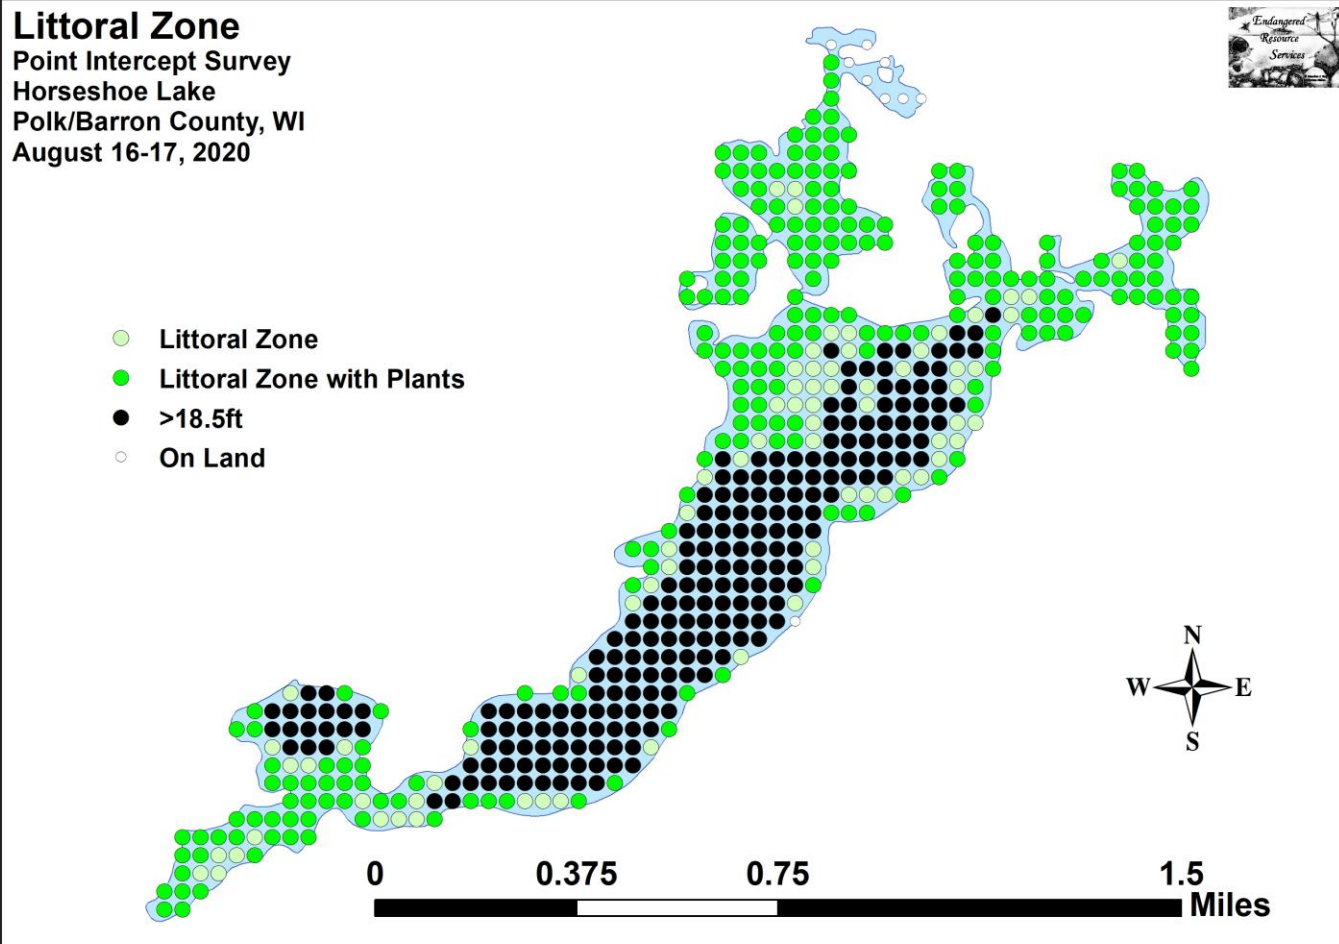 Littoral Zone
Point Intercept Survey
Horseshoe Lake
Polk/Barron County, WI
August 16-17, 2020
Endangered
Resource
Services
Littoral Zone
Littoral Zone with Plants
>18.5ft
On Land
N
W E
S
0 0.375 0.75 1.5
Miles